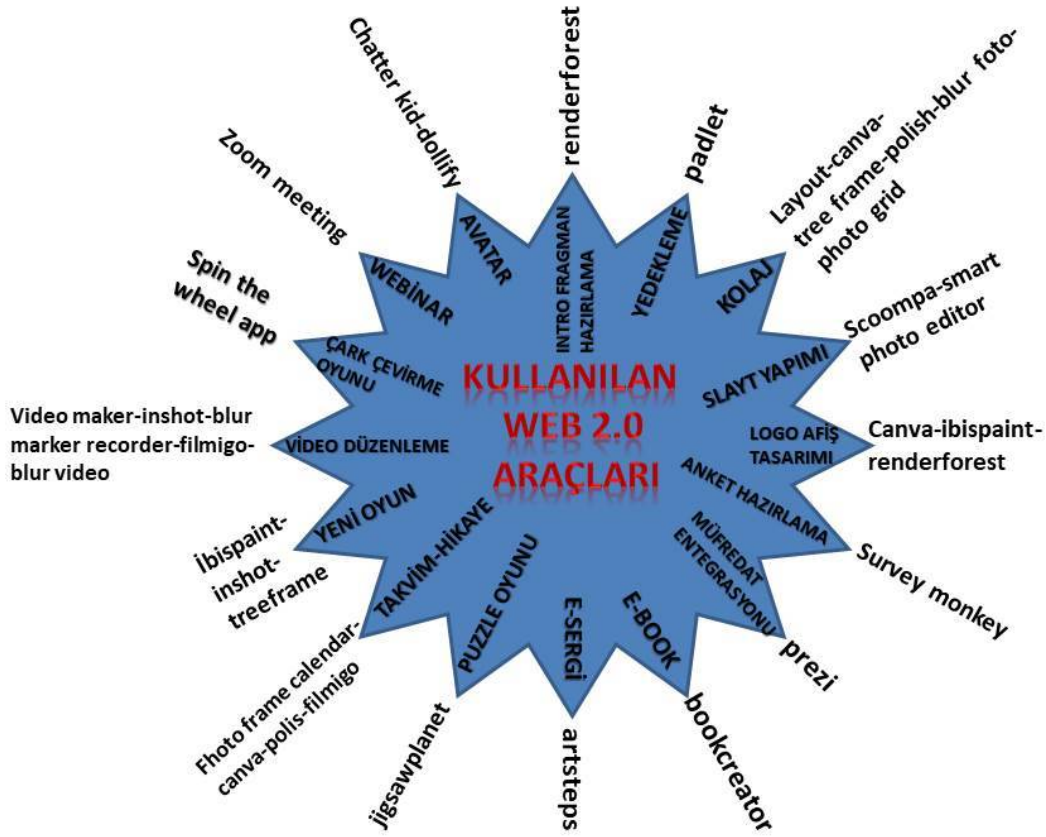 KULLANILAN
WEB 2.0
ARAÇLARI
INTRO FRAGMAN
HAZIRLAMA
renderforest
YEDEKLEME
padlet
KOLAJ
Layout-canva-
tree frame-polish-blur foto-
photo grid
SLAYT YAPIMI
Scoompa-smart
photo editor
LOGO AFİŞ
TASARIMI
Canva-ibispaint-
renderforest
ANKET HAZIRLAMA
Survey monkey
MÜFREDAT
ENTEGRASYONU
prezi
E-BOOK
bookcreator
E-SERGİ
artsteps
PUZZLE OYUNU
jigsawplanet
TAKVİM-HİKAYE
Fhoto frame calendar-
canva-polis-filmigo
YENİ OYUN
İbispaint-
inshot-
treeframe
VİDEO DÜZENLEME
Video maker-inshot-blur
marker recorder-filmigo-
blur video
ÇARK ÇEVİRME
OYUNU
Spin the
wheel app
WEBİNAR
Zoom meeting
AVATAR
Chatter kid-dollify